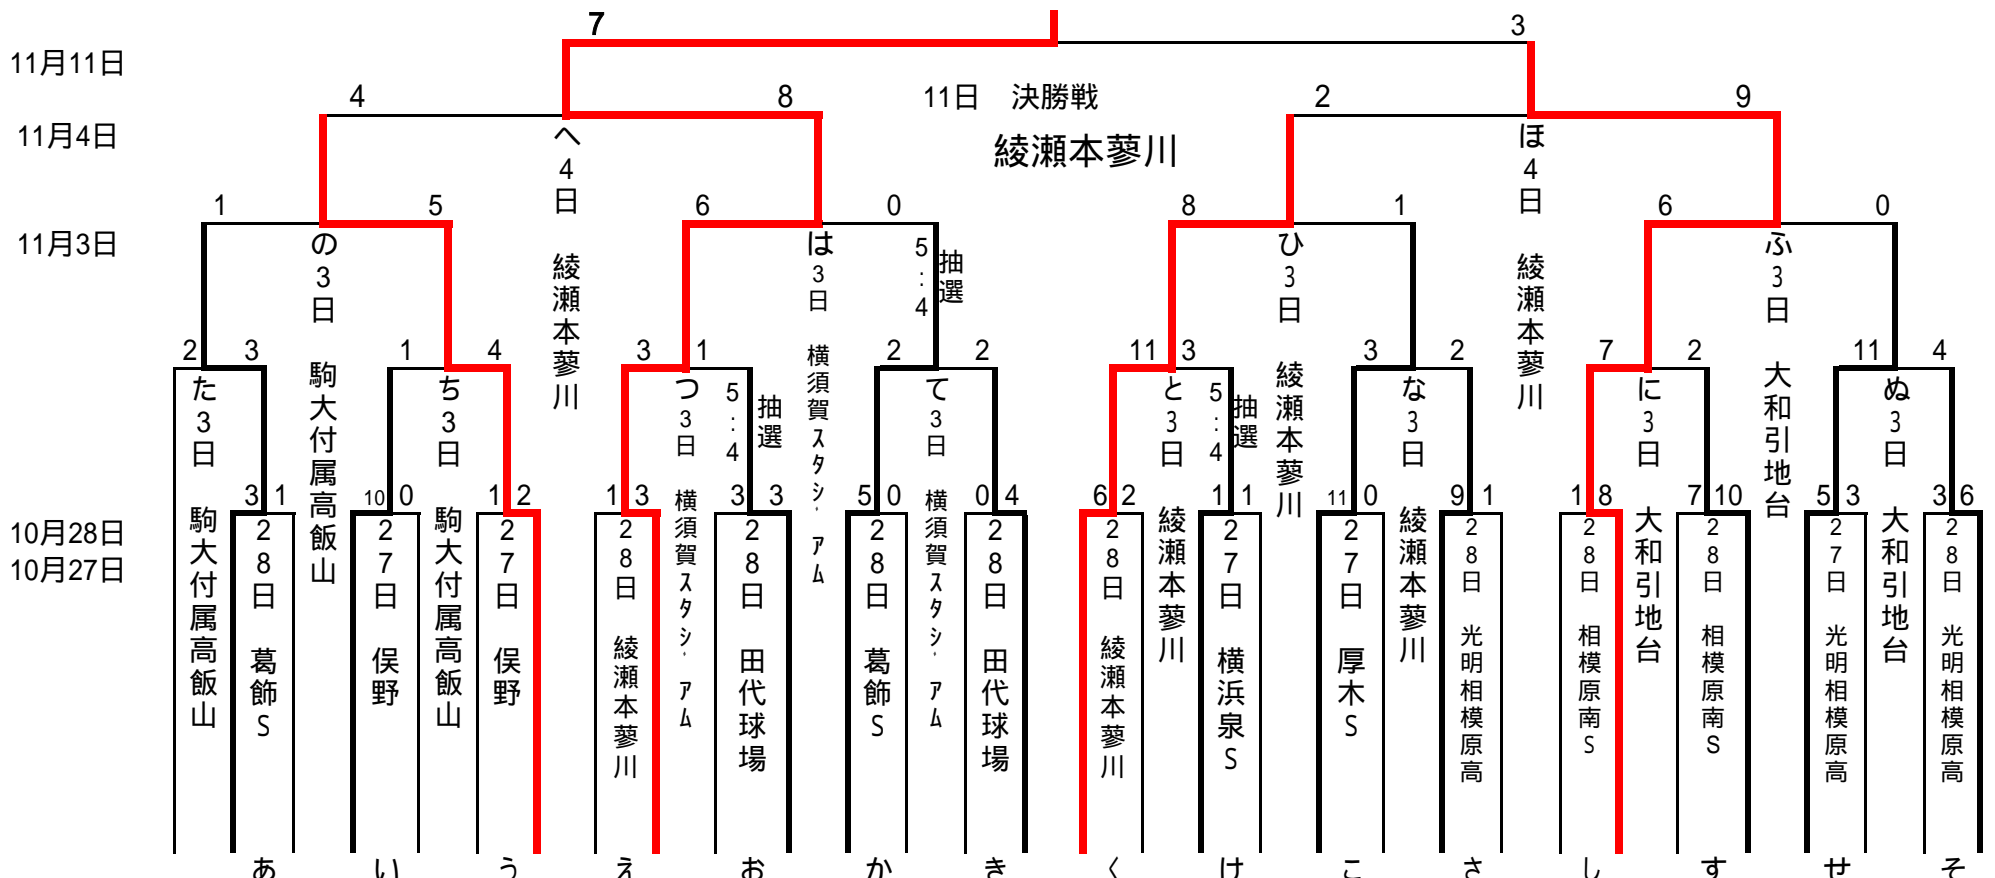 7 3
11月11日
4 8 11日 決勝戦 2 9
11月4日
綾瀬本蓼川
へ4日 綾瀬本蓼川
ほ4日 綾瀬本蓼川
1 5 6 0 8 1 6 0
11月3日
の3日 駒大付属高飯山
は3日 横須賀スタジアム
5:4 抽選
ひ3日 綾瀬本蓼川
ふ3日 大和引地台
2 3 1 4 3 1 2 2 11 3 3 2 7 2 11 4
た3日 駒大付属高飯山
ち3日 駒大付属高飯山
つ3日 横須賀スタジアム
5:4 抽選
て3日 横須賀スタジアム
と3日 綾瀬本蓼川
5:4 抽選
な3日 綾瀬本蓼川
に3日 大和引地台
ぬ3日 大和引地台
3 1 10 0 1 2 1 3 3 3 5 0 0 4 6 2 1 1 11 0 9 1 1 8 7 10 5 3 3 6
10月28日
10月27日
28日 葛飾S
27日 俣野
27日 俣野
28日 綾瀬本蓼川
28日 田代球場
28日 葛飾S
28日 田代球場
28日 綾瀬本蓼川
27日 横浜泉S
27日 厚木S
28日 光明相模原高
28日 相模原南S
28日 相模原南S
27日 光明相模原高
28日 光明相模原高
あ い う え お か き く け こ さ し す せ そ